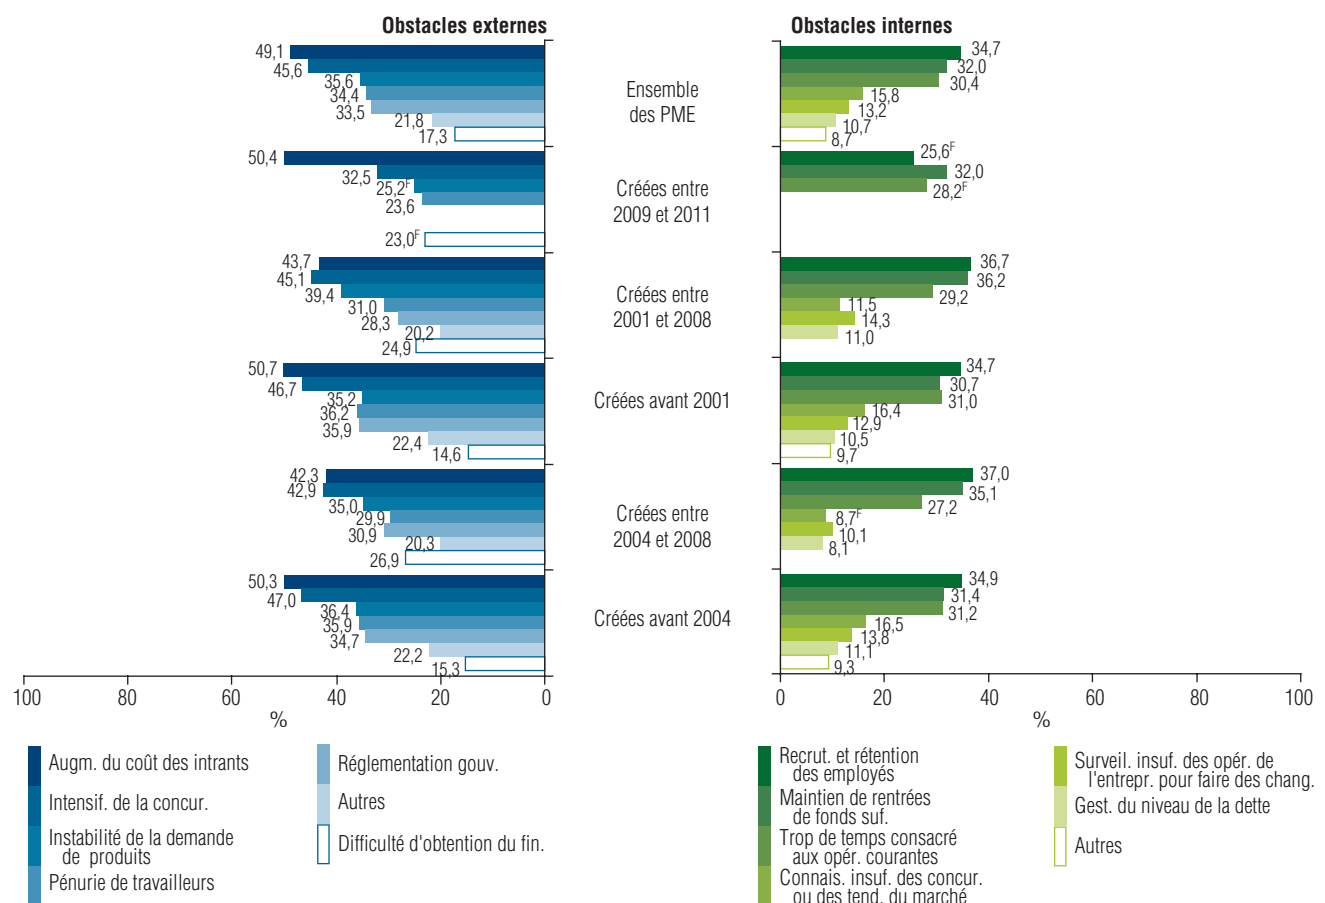 Obstacles externes
Obstacles internes
49,1
45,6
35,6
34,4
33,5
21,8
17,3
Ensemble
des PME
34,7
32,0
30,4
15,8
13,2
10,7
8,7
50,4
32,5
25,2F
23,6
23,0F
Créées entre
2009 et 2011
25,6F
32,0
28,2F
43,7
45,1
39,4
31,0
28,3
20,2
24,9
Créées entre
2001 et 2008
36,7
36,2
29,2
11,5
14,3
11,0
50,7
46,7
35,2
36,2
35,9
22,4
14,6
Créées avant 2001
34,7
30,7
31,0
16,4
12,9
10,5
9,7
42,3
42,9
35,0
29,9
30,9
20,3
26,9
Créées entre
2004 et 2008
37,0
35,1
27,2
8,7F
10,1
8,1
50,3
47,0
36,4
35,9
34,7
22,2
15,3
Créées avant 2004
34,9
31,4
31,2
16,5
13,8
11,1
9,3
100 80 60 40 20 0
%
0 20 40 60 80 100
%
Augm. du coût des intrants
Intensif. de la concur.
Instabilité de la demande
de produits
Pénurie de travailleurs
Réglementation gouv.
Autres
Difficulté d'obtention du fin.
Recrut. et rétention
des employés
Maintien de rentrées
de fonds suf.
Trop de temps consacré
aux opér. courantes
Connais. insuf. des concur.
ou des tend. du marché
Surveil. insuf. des opér. de
l'entrepr. pour faire des chang.
Gest. du niveau de la dette
Autres